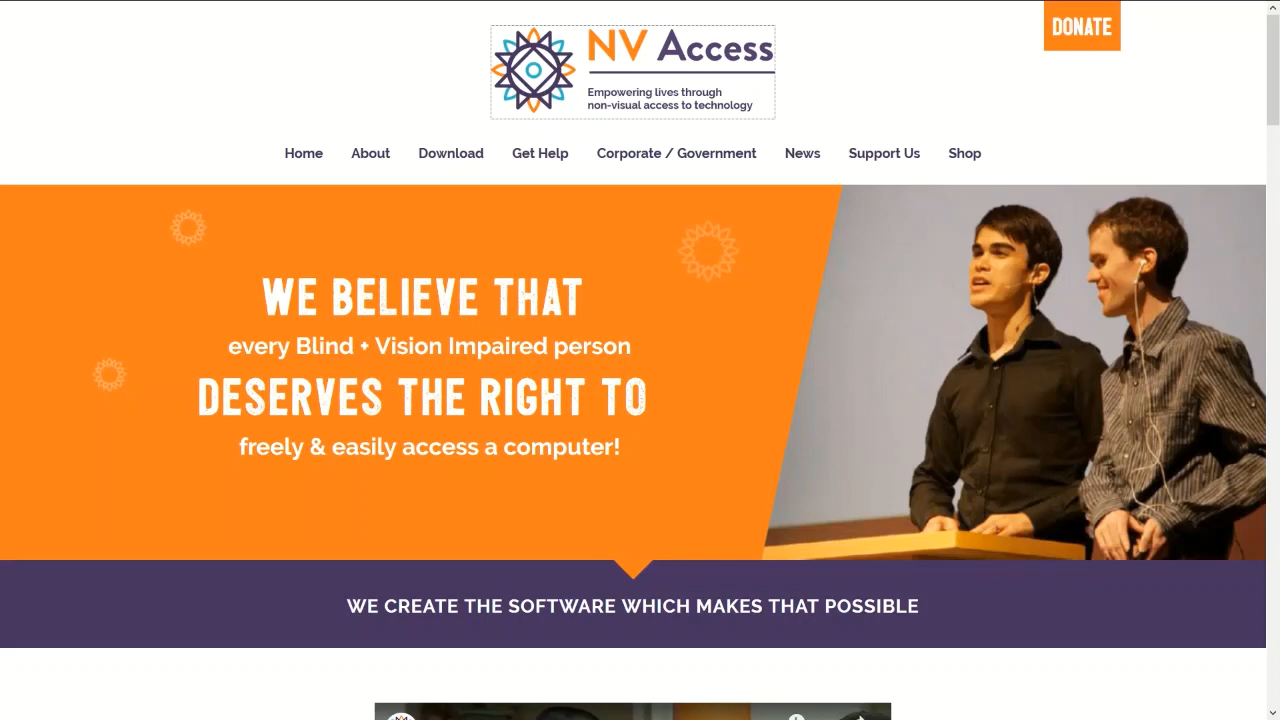 DONATE
NV Access
Empowering lives through
non-visual access to technology
Home About Download Get Help Corporate / Government News Support Us Shop
WE BELIEVE THAT
every Blind + Vision Impaired person
DESERVES THE RIGHT TO
freely & easily access a computer!
WE CREATE THE SOFTWARE WHICH MAKES THAT POSSIBLE